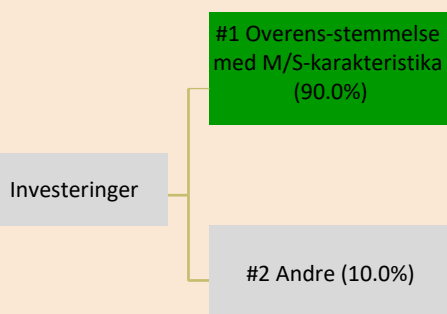 #1 Overens-stemmelse
med M/S-karakteristika
(90.0%)
Investeringer
#2 Andre (10.0%)